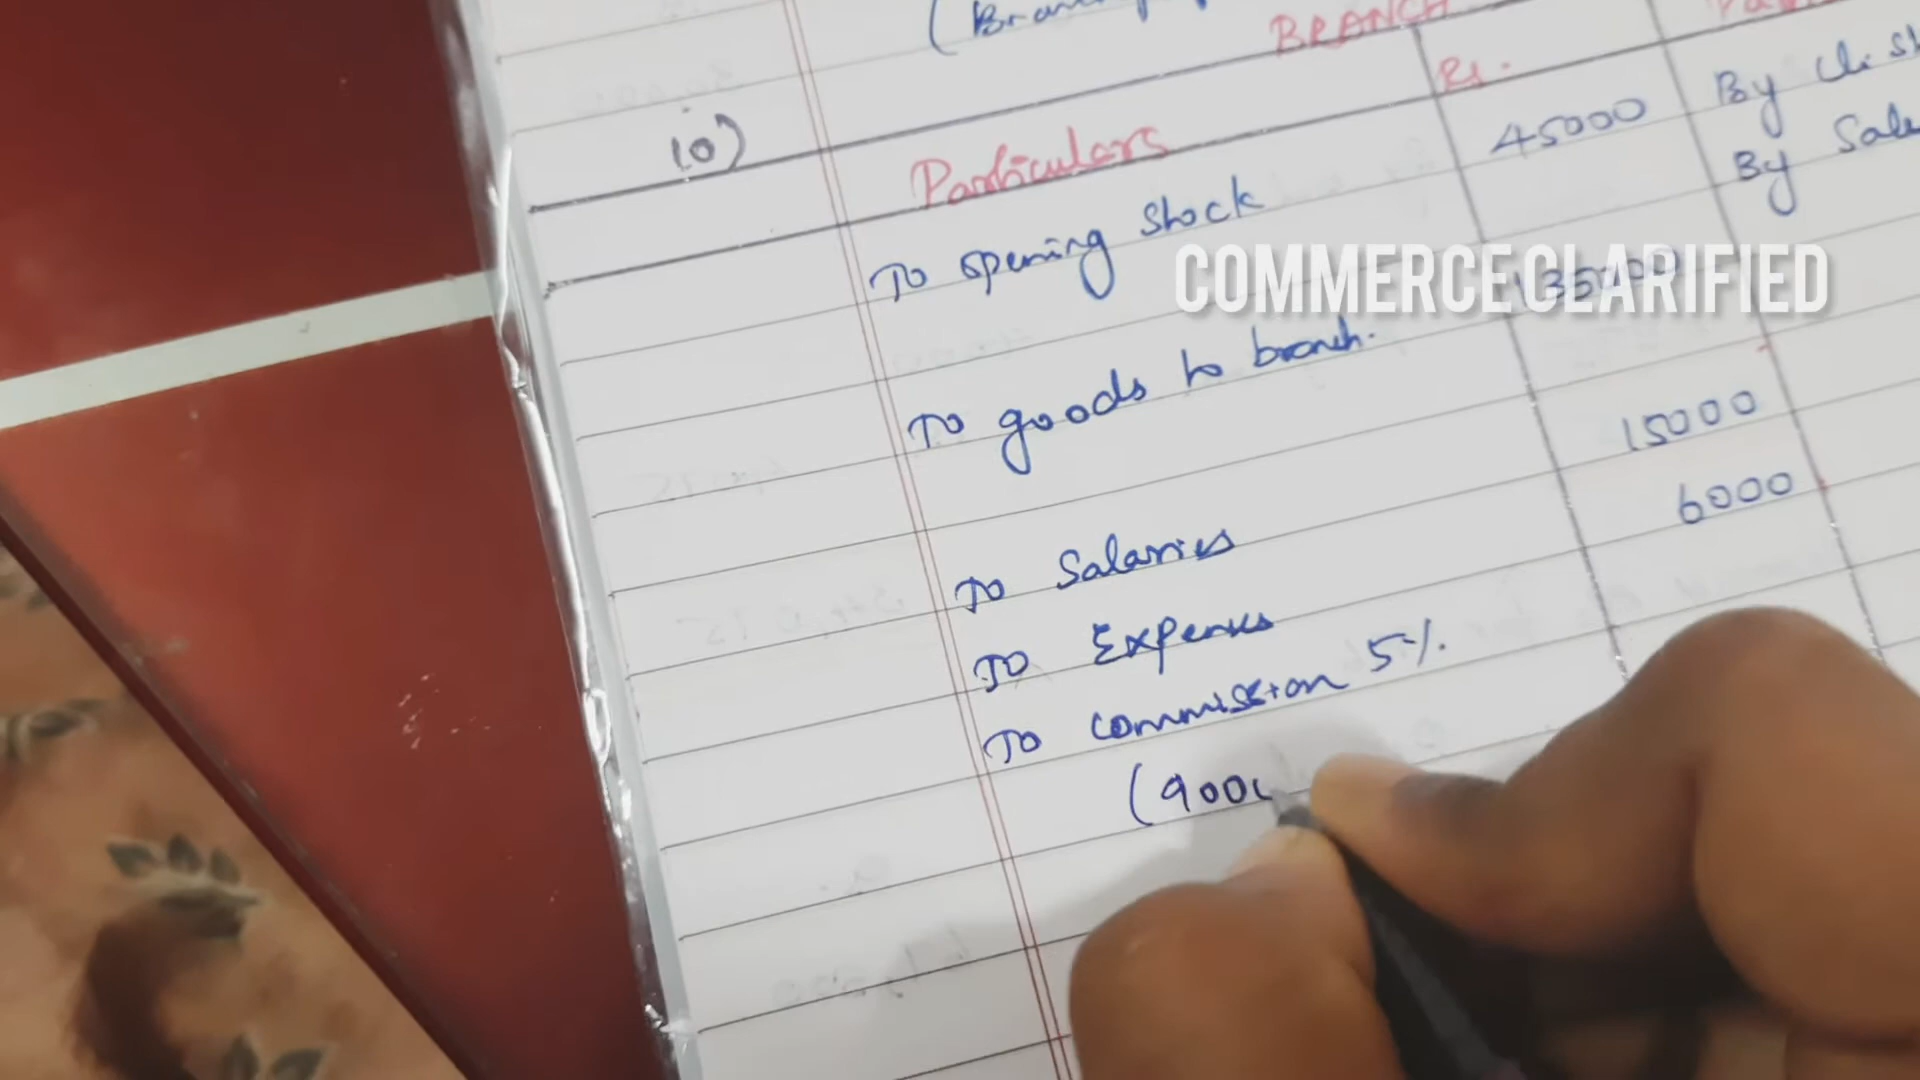 BRANCH
10) Particulars Rs.
To opening Stock 45000 By
By
COMMERCE CLARIFIED
To goods to branch. 135000
To Salaries 15000
To Expenses 6000
To commission 5%
(900